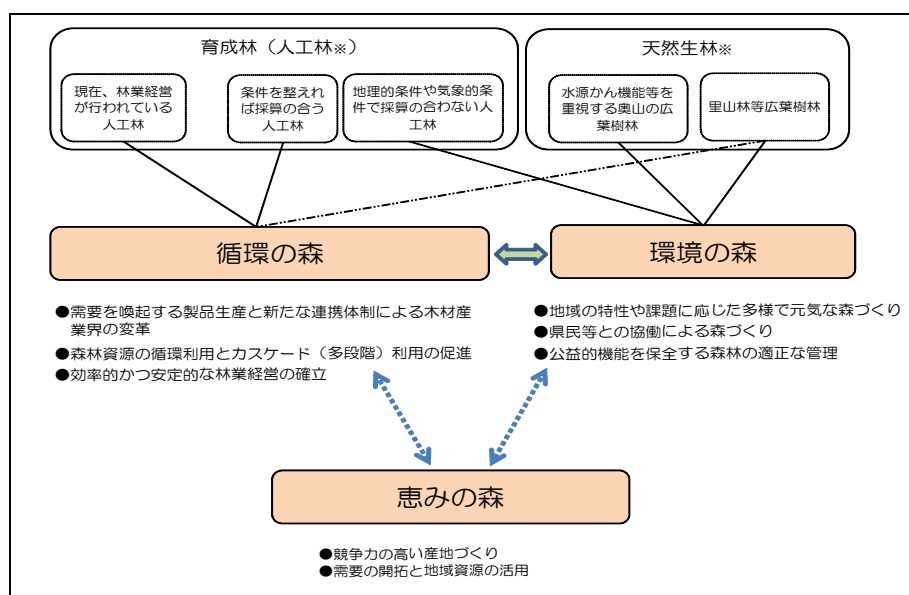 育成林（人工林※）
現在、林業経営
が行われている
人工林
条件を整えれ
ば採算の合う
人工林
地理的条件や気象的条
件で採算の合わない人
工林
天然生林※
水源かん機能等を
重視する奥山の広
葉樹林
里山林等広葉樹林
循環の森
●需要を喚起する製品生産と新たな連携体制による木材産
業界の変革
●森林資源の循環利用とカスケード（多段階）利用の促進
●効率的かつ安定的な林業経営の確立
環境の森
●地域の特性や課題に応じた多様で元気な森づくり
●県民等との協働による森づくり
●公益的機能を保全する森林の適正な管理
恵みの森
●競争力の高い産地づくり
●需要の開拓と地域資源の活用